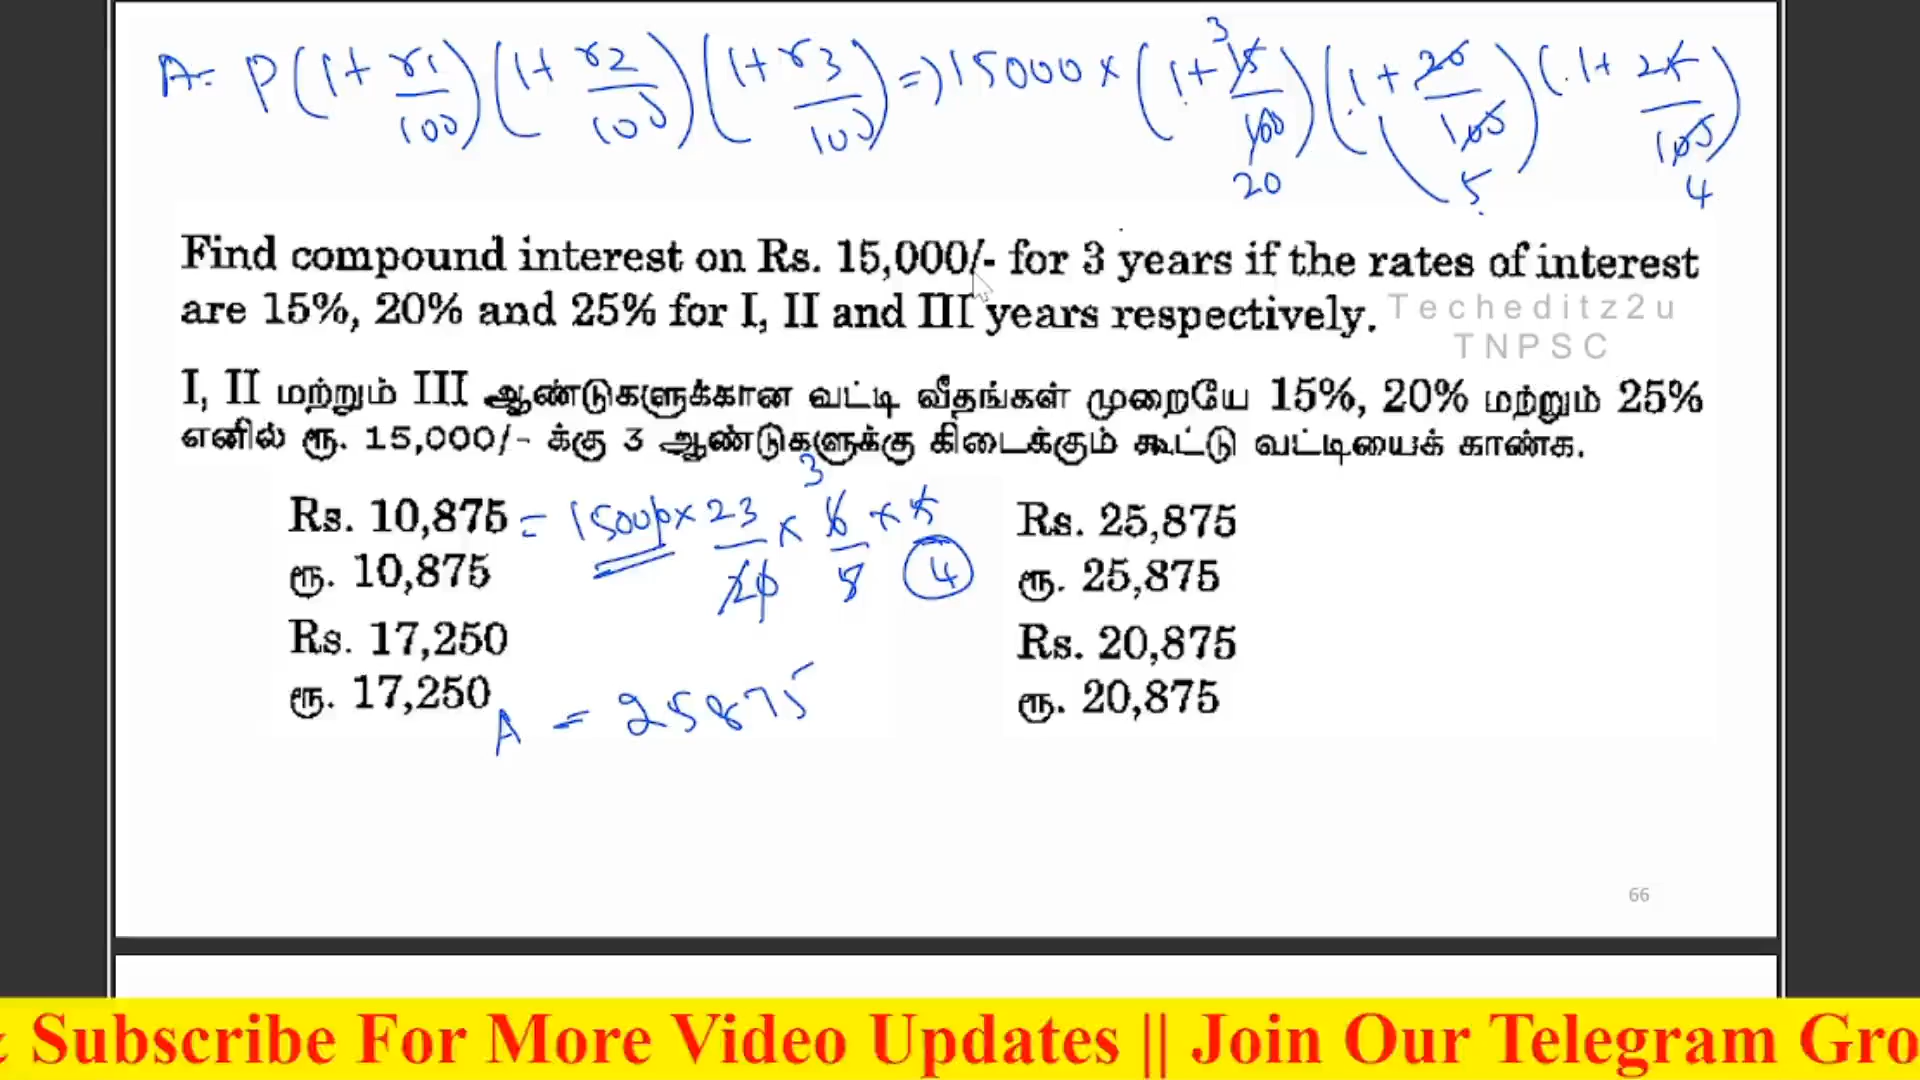 A = P(1 + r1/100)(1 + r2/100)(1 + r3/100) => 15000 × (1 + 15/100)(1 + 20/100)(1 + 25/100)
3
20 5 4
Find compound interest on Rs. 15,000/- for 3 years if the rates of interest
are 15%, 20% and 25% for I, II and III years respectively.
Techeditz2u
TNPSC
I, II மற்றும் III ஆண்டுகளுக்கான வட்டி வீதங்கள் முறையே 15%, 20% மற்றும் 25%
எனில் ரூ. 15,000/- க்கு 3 ஆண்டுகளுக்கு கிடைக்கும் கூட்டு வட்டியைக் காண்க.
3
Rs. 10,875 = 15000 × 23/20 × 6/5 × 5/4
ரூ. 10,875
Rs. 25,875
ரூ. 25,875
Rs. 17,250
ரூ. 17,250
Rs. 20,875
ரூ. 20,875
A = 25875
66
Subscribe For More Video Updates || Join Our Telegram Gro